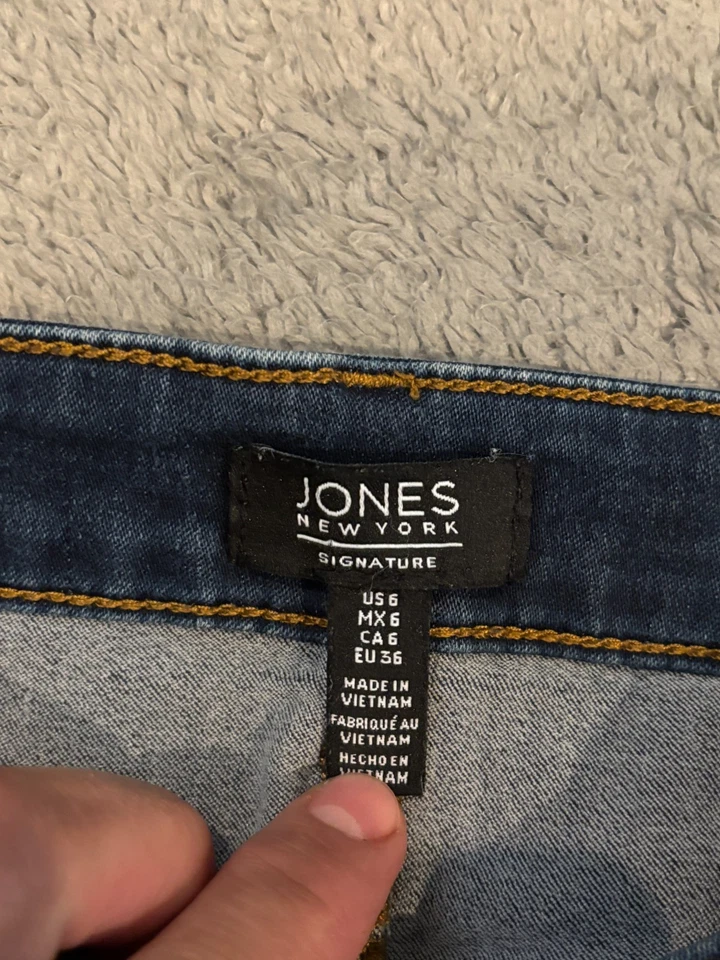 JONES
NEW YORK
SIGNATURE
US 6
MX 6
CA 6
EU 36
MADE IN
VIETNAM
FABRIQUÉ AU
VIETNAM
HECHO EN
VIETNAM